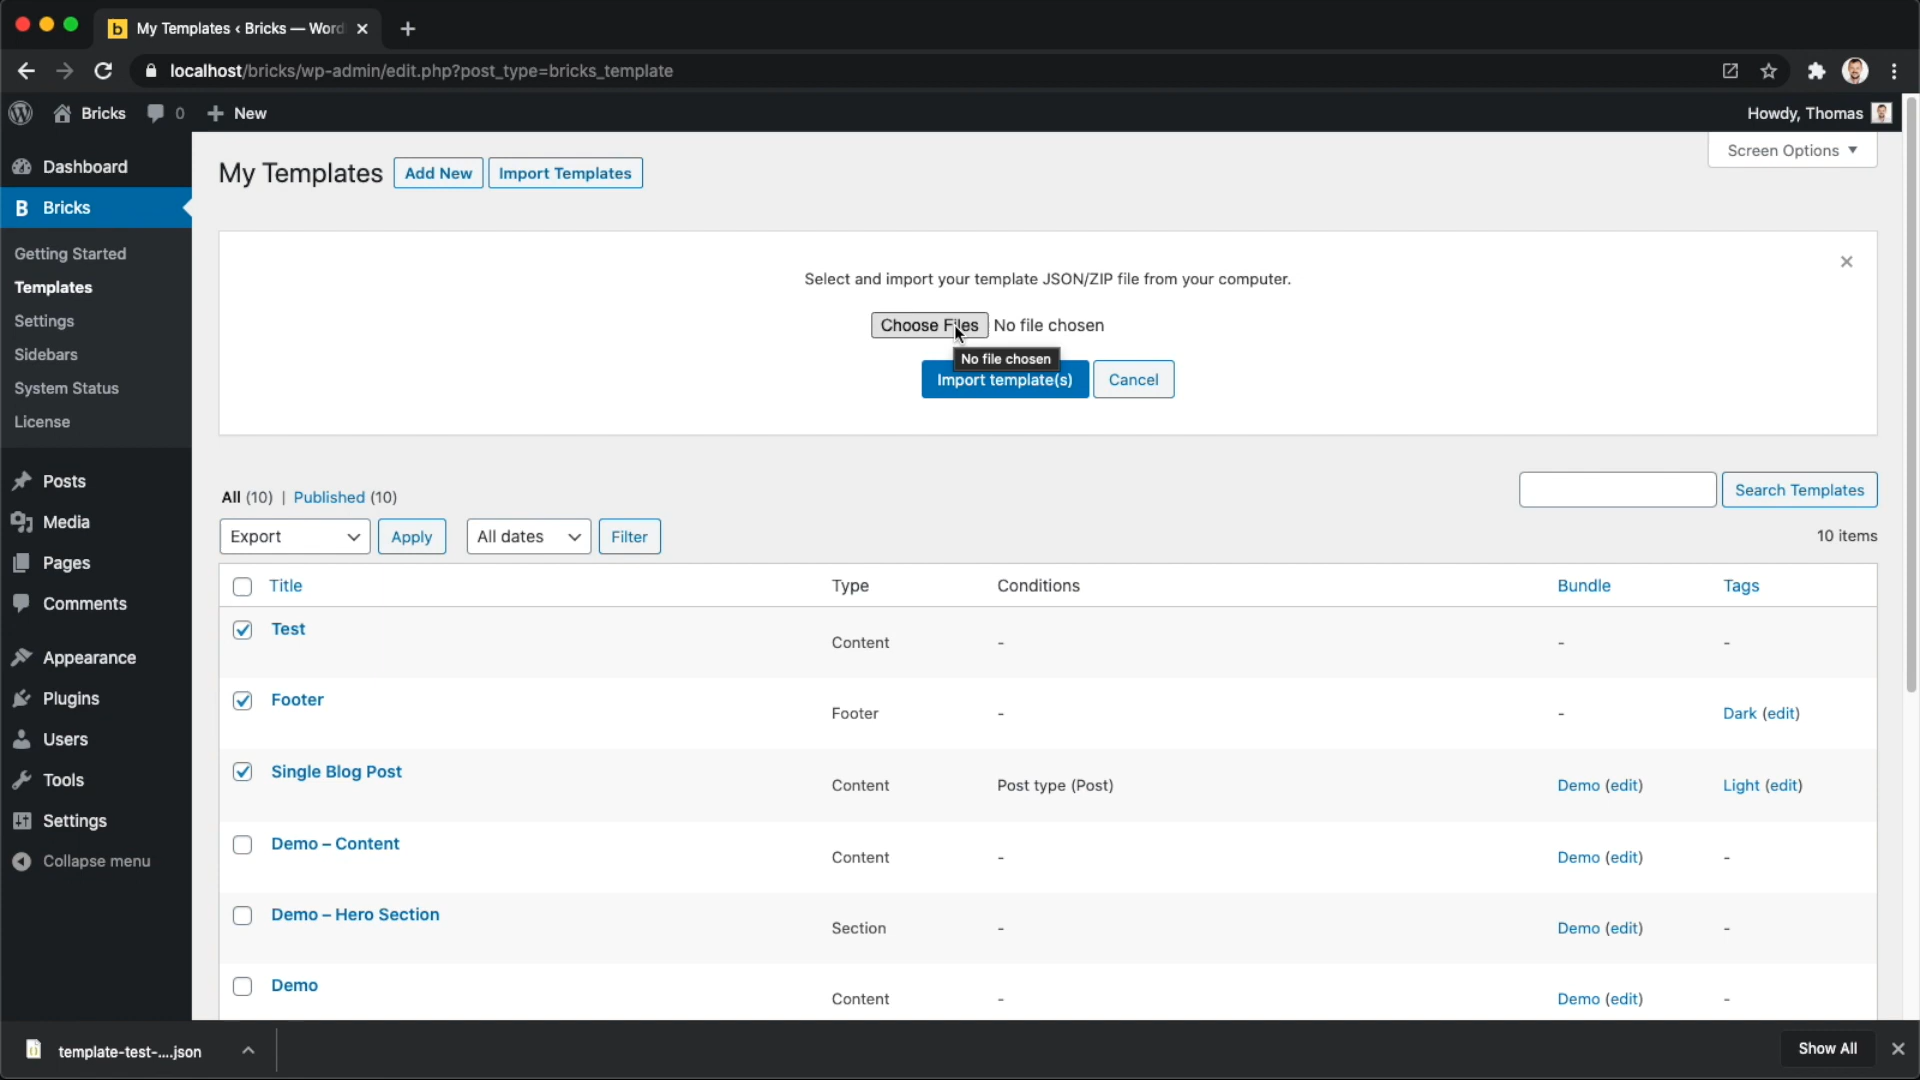 My Templates ‹ Bricks — Word
localhost/bricks/wp-admin/edit.php?post_type=bricks_template
Bricks 0 New
Howdy, Thomas
Screen Options
Dashboard
B Bricks
Getting Started
Templates
Settings
Sidebars
System Status
License
Posts
Media
Pages
Comments
Appearance
Plugins
Users
Tools
Settings
Collapse menu
My Templates Add New Import Templates
Select and import your template JSON/ZIP file from your computer.
Choose Files No file chosen
No file chosen
Import template(s) Cancel
All (10) | Published (10)
Search Templates
Export Apply All dates Filter
10 items
Title Type Conditions Bundle Tags
Test Content - - -
Footer Footer - - Dark (edit)
Single Blog Post Content Post type (Post) Demo (edit) Light (edit)
Demo – Content Content - Demo (edit) -
Demo – Hero Section Section - Demo (edit) -
Demo Content - Demo (edit) -
template-test-....json
Show All